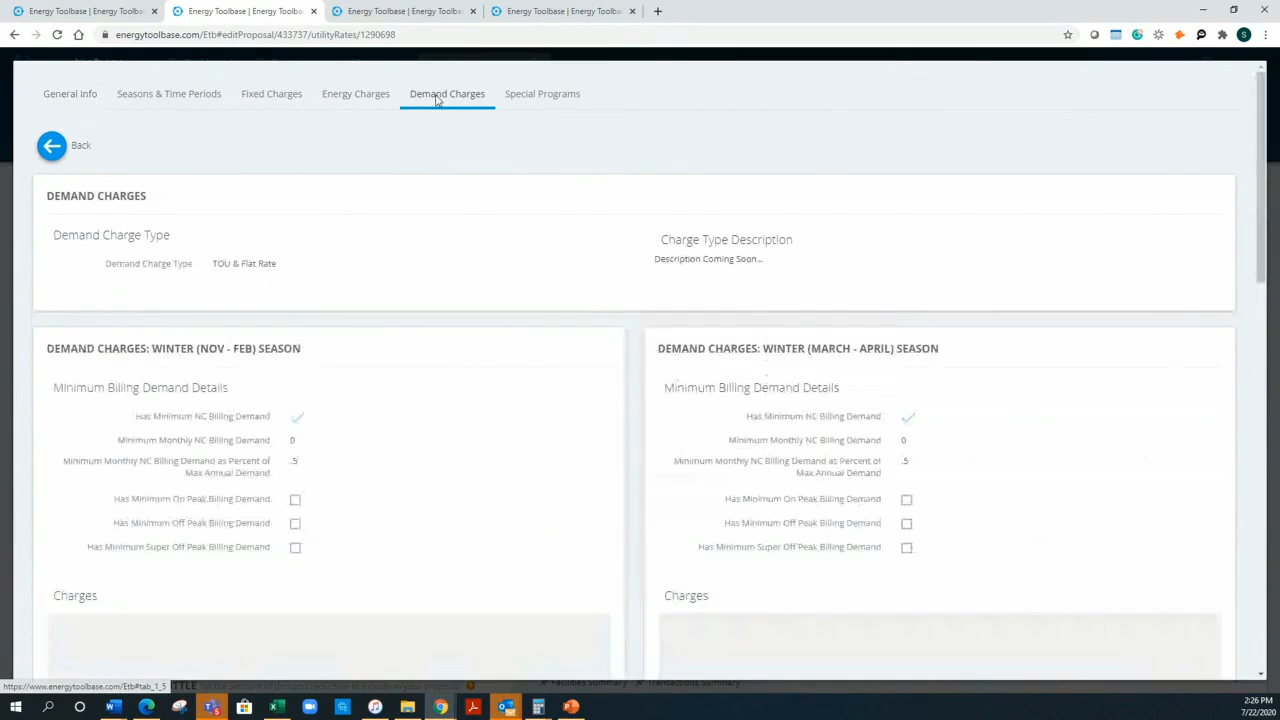 Energy Toolbase | Energy Toolba
Energy Toolbase | Energy Toolba
Energy Toolbase | Energy Toolba
Energy Toolbase | Energy Toolba
energytoolbase.com/Etb#editProposal/433737/utilityRates/1290698
General Info
Seasons & Time Periods
Fixed Charges
Energy Charges
Demand Charges
Special Programs
Back
DEMAND CHARGES
Demand Charge Type
Charge Type Description
Demand Charge Type TOU & Flat Rate
Description Coming Soon...
DEMAND CHARGES: WINTER (NOV - FEB) SEASON
Minimum Billing Demand Details
Has Minimum NC Billing Demand
Minimum Monthly NC Billing Demand 0
Minimum Monthly NC Billing Demand as Percent of .5
Max Annual Demand
Has Minimum On Peak Billing Demand
Has Minimum Off Peak Billing Demand
Has Minimum Super Off Peak Billing Demand
Charges
DEMAND CHARGES: WINTER (MARCH - APRIL) SEASON
Minimum Billing Demand Details
Has Minimum NC Billing Demand
Minimum Monthly NC Billing Demand 0
Minimum Monthly NC Billing Demand as Percent of .5
Max Annual Demand
Has Minimum On Peak Billing Demand
Has Minimum Off Peak Billing Demand
Has Minimum Super Off Peak Billing Demand
Charges
https://www.energytoolbase.com/Etb#tab_1_5
2:26 PM
7/22/2020